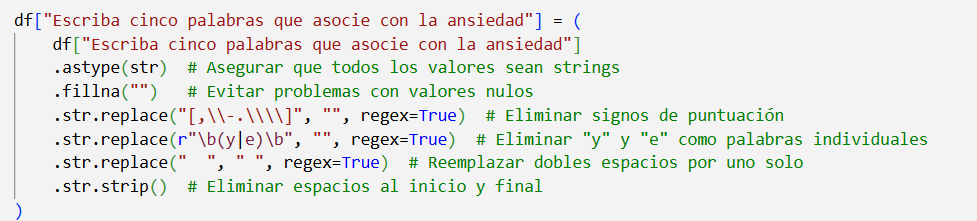 df["Escriba cinco palabras que asocie con la ansiedad"] = (
    df["Escriba cinco palabras que asocie con la ansiedad"]
    .astype(str)  # Asegurar que todos los valores sean strings
    .fillna("")   # Evitar problemas con valores nulos
    .str.replace("[,\\-.\\\\]", "", regex=True)  # Eliminar signos de puntuación
    .str.replace(r"\b(y|e)\b", "", regex=True)  # Eliminar "y" y "e" como palabras individuales
    .str.replace("  ", " ", regex=True)  # Reemplazar dobles espacios por uno solo
    .str.strip()  # Eliminar espacios al inicio y final
)